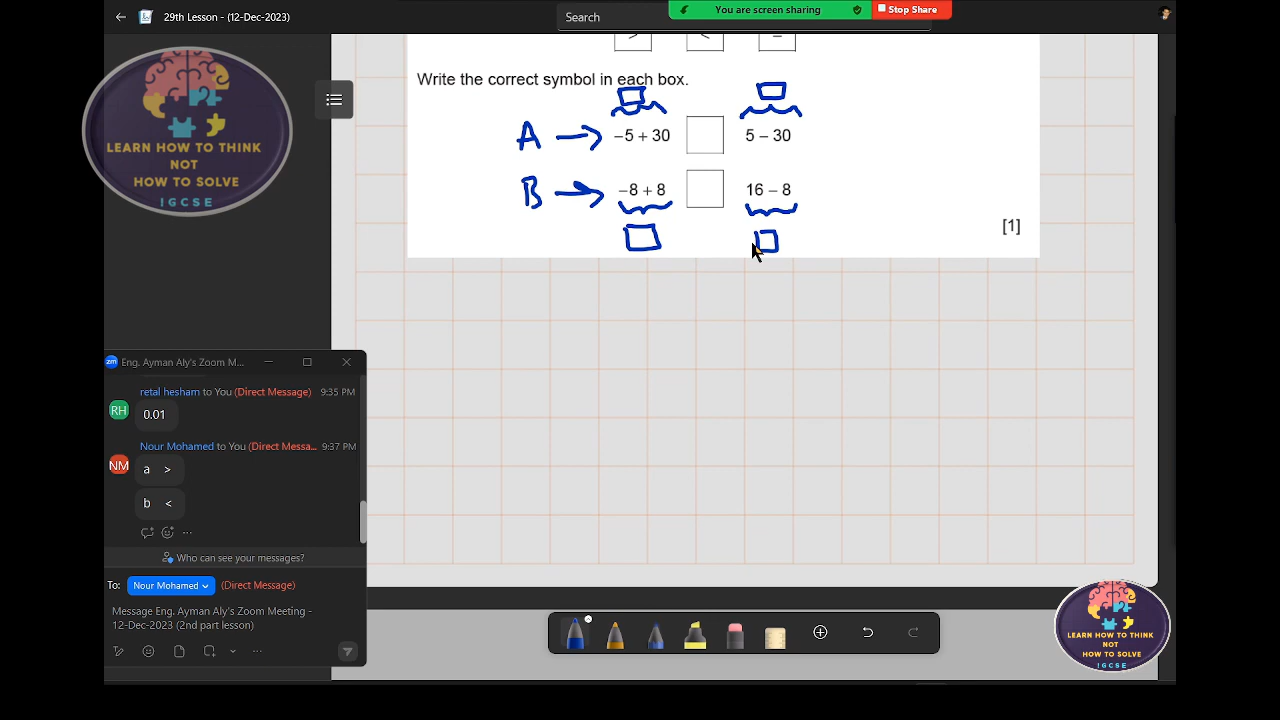 29th Lesson - (12-Dec-2023)
Search
You are screen sharing
Stop Share
> < =
Write the correct symbol in each box.
A → −5 + 30 5 − 30
B → −8 + 8 16 − 8
[1]
LEARN HOW TO THINK
NOT
HOW TO SOLVE
IGCSE
zm Eng. Ayman Aly's Zoom M...
retal hesham to You (Direct Message) 9:35 PM
RH
0.01
Nour Mohamed to You (Direct Messa... 9:37 PM
NM
a >
b <
Who can see your messages?
To: Nour Mohamed (Direct Message)
Message Eng. Ayman Aly's Zoom Meeting -
12-Dec-2023 (2nd part lesson)
LEARN HOW TO THINK
NOT
HOW TO SOLVE
IGCSE